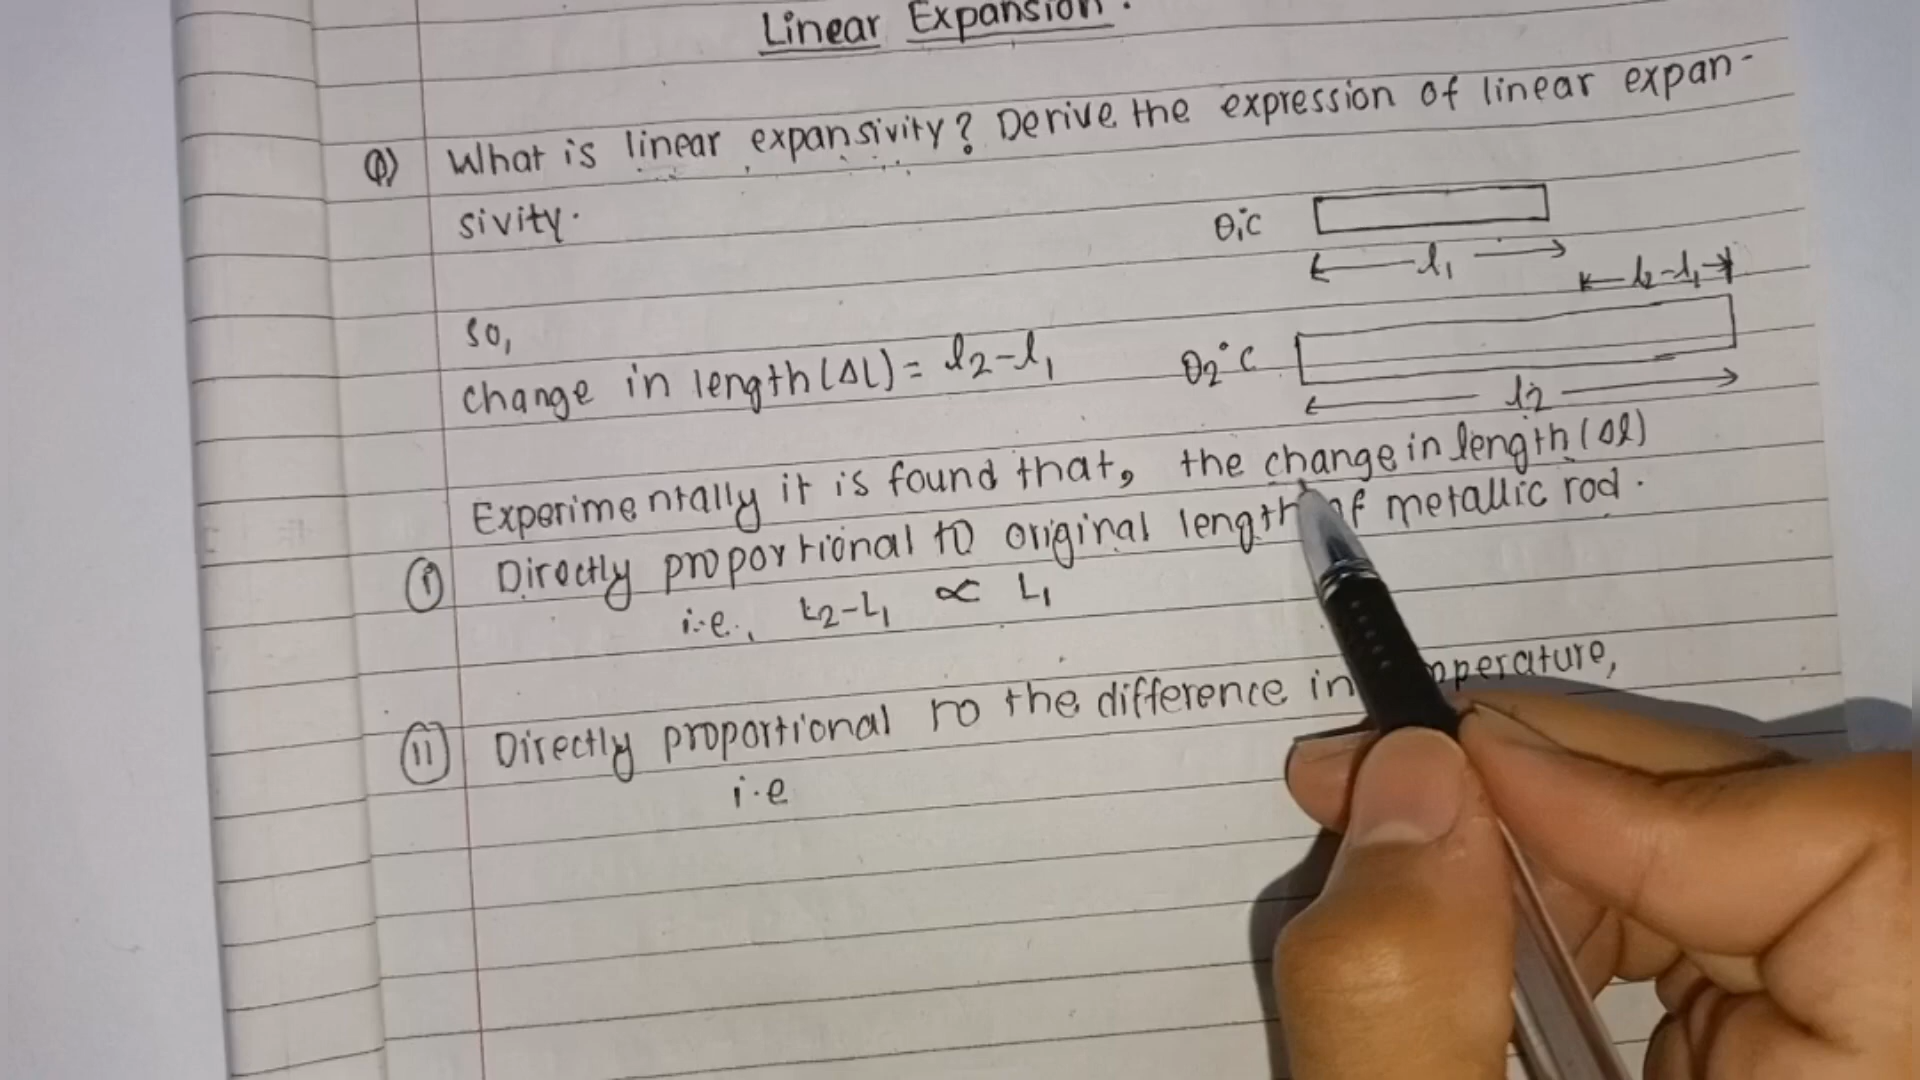 Linear Expansion.
Q) What is linear expansivity? Derive the expression of linear expan-
sivity.
θ₁°C
l₁
l₂-l₁
so,
change in length (Δl) = l₂-l₁
θ₂°C
l₂
Experimentally it is found that, the change in length (Δl)
(i) Directly proportional to original length of metallic rod.
i.e., L₂-L₁ ∝ L₁
(ii) Directly proportional to the difference in
i.e